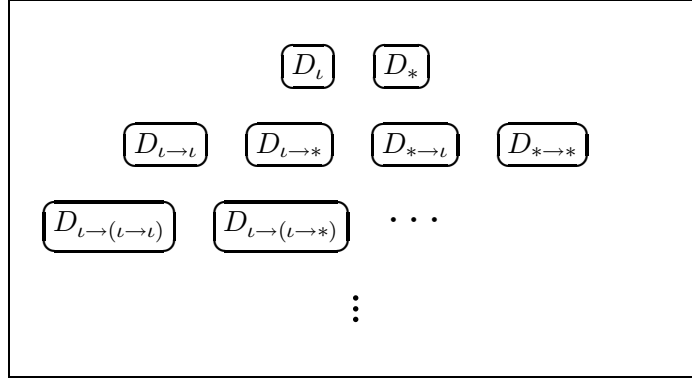 D_ι D_*
D_{ι→ι} D_{ι→*} D_{*→ι} D_{*→*}
D_{ι→(ι→ι)} D_{ι→(ι→*)} · · ·
⋮